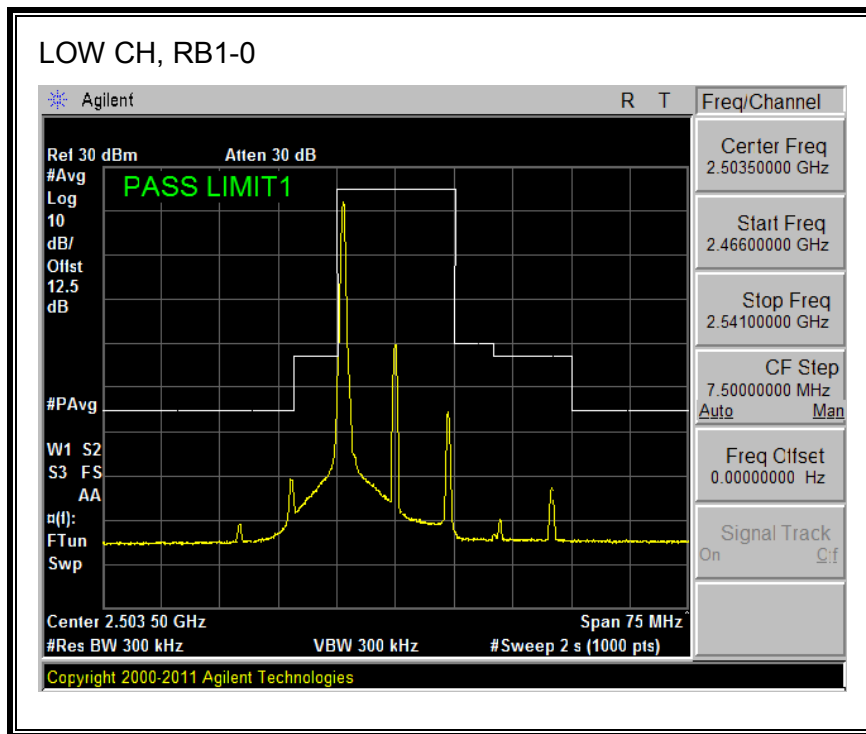 LOW CH, RB1-0
Agilent R T
Ref 30 dBm Atten 30 dB
#Avg
Log
10
dB/
Offst
12.5
dB
PASS LIMIT1
#PAvg
W1 S2
S3 FS
AA
¤(f):
FTun
Swp
Center 2.503 50 GHz Span 75 MHz
#Res BW 300 kHz VBW 300 kHz #Sweep 2 s (1000 pts)
Copyright 2000-2011 Agilent Technologies
Freq/Channel
Center Freq
2.50350000 GHz
Start Freq
2.46600000 GHz
Stop Freq
2.54100000 GHz
CF Step
7.50000000 MHz
Auto Man
Freq Offset
0.00000000 Hz
Signal Track
On Off